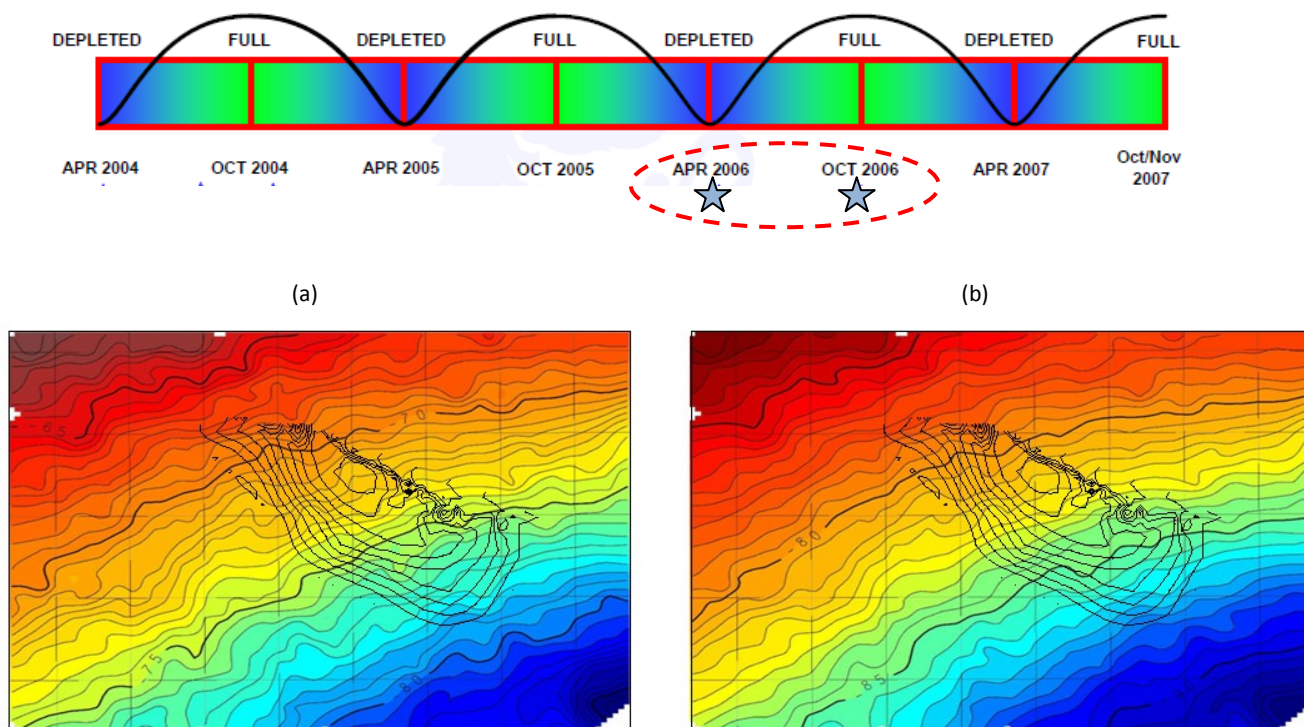 DEPLETED FULL DEPLETED FULL DEPLETED FULL DEPLETED FULL
APR 2004 OCT 2004 APR 2005 OCT 2005 APR 2006 OCT 2006 APR 2007 Oct/Nov
2007
(a) (b)
-65 -70
-80
-75 -80
-85